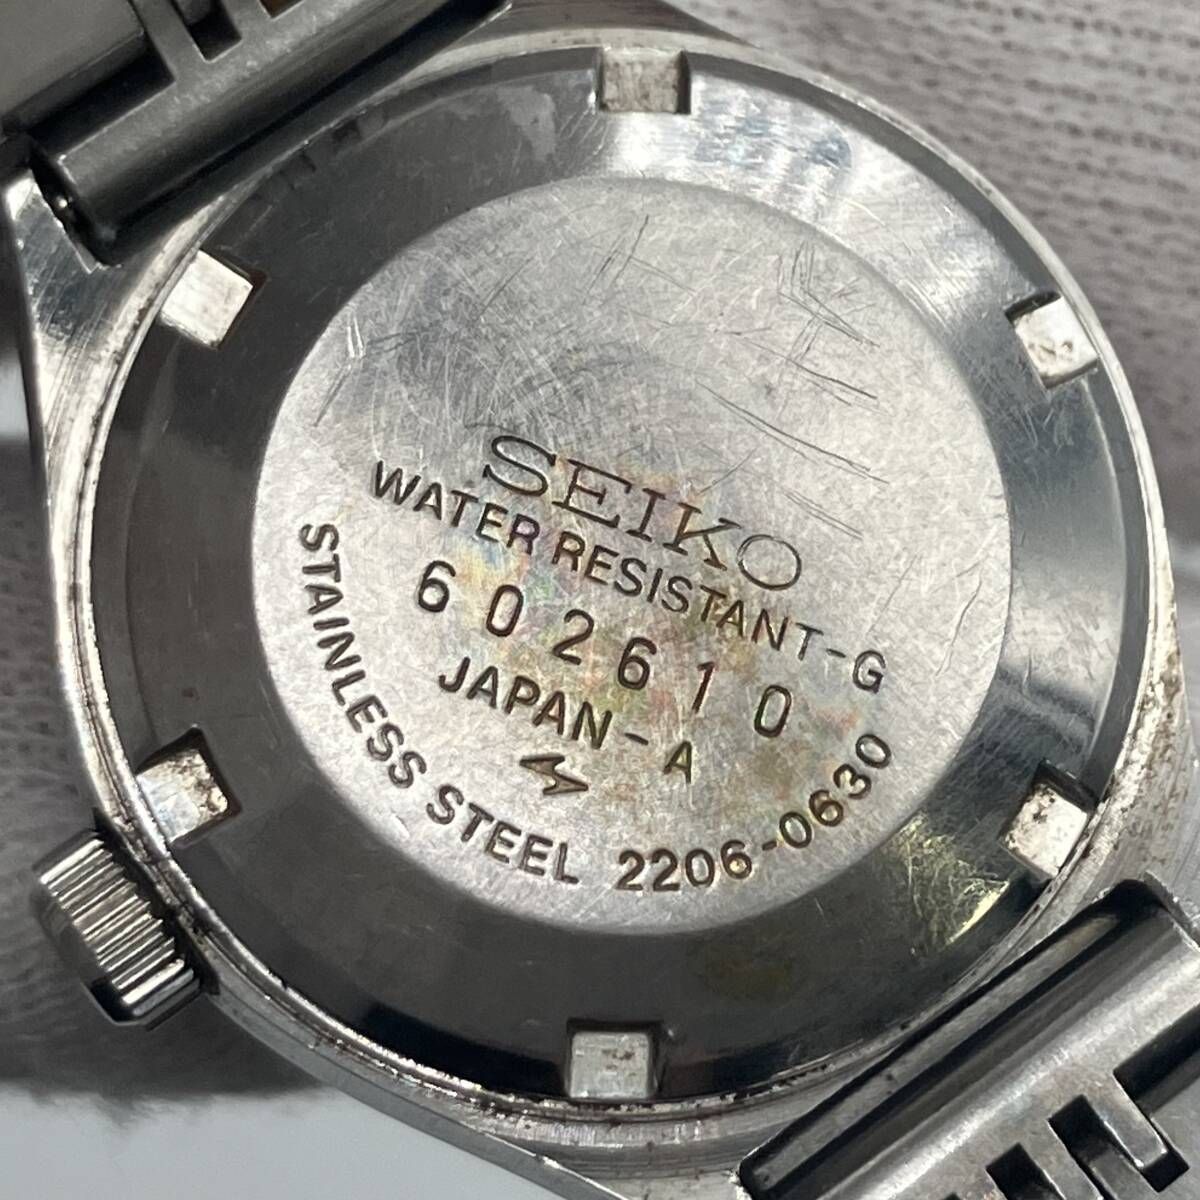 SEIKO
WATER RESISTANT-G
602610
JAPAN-A
STAINLESS STEEL 2206-0630